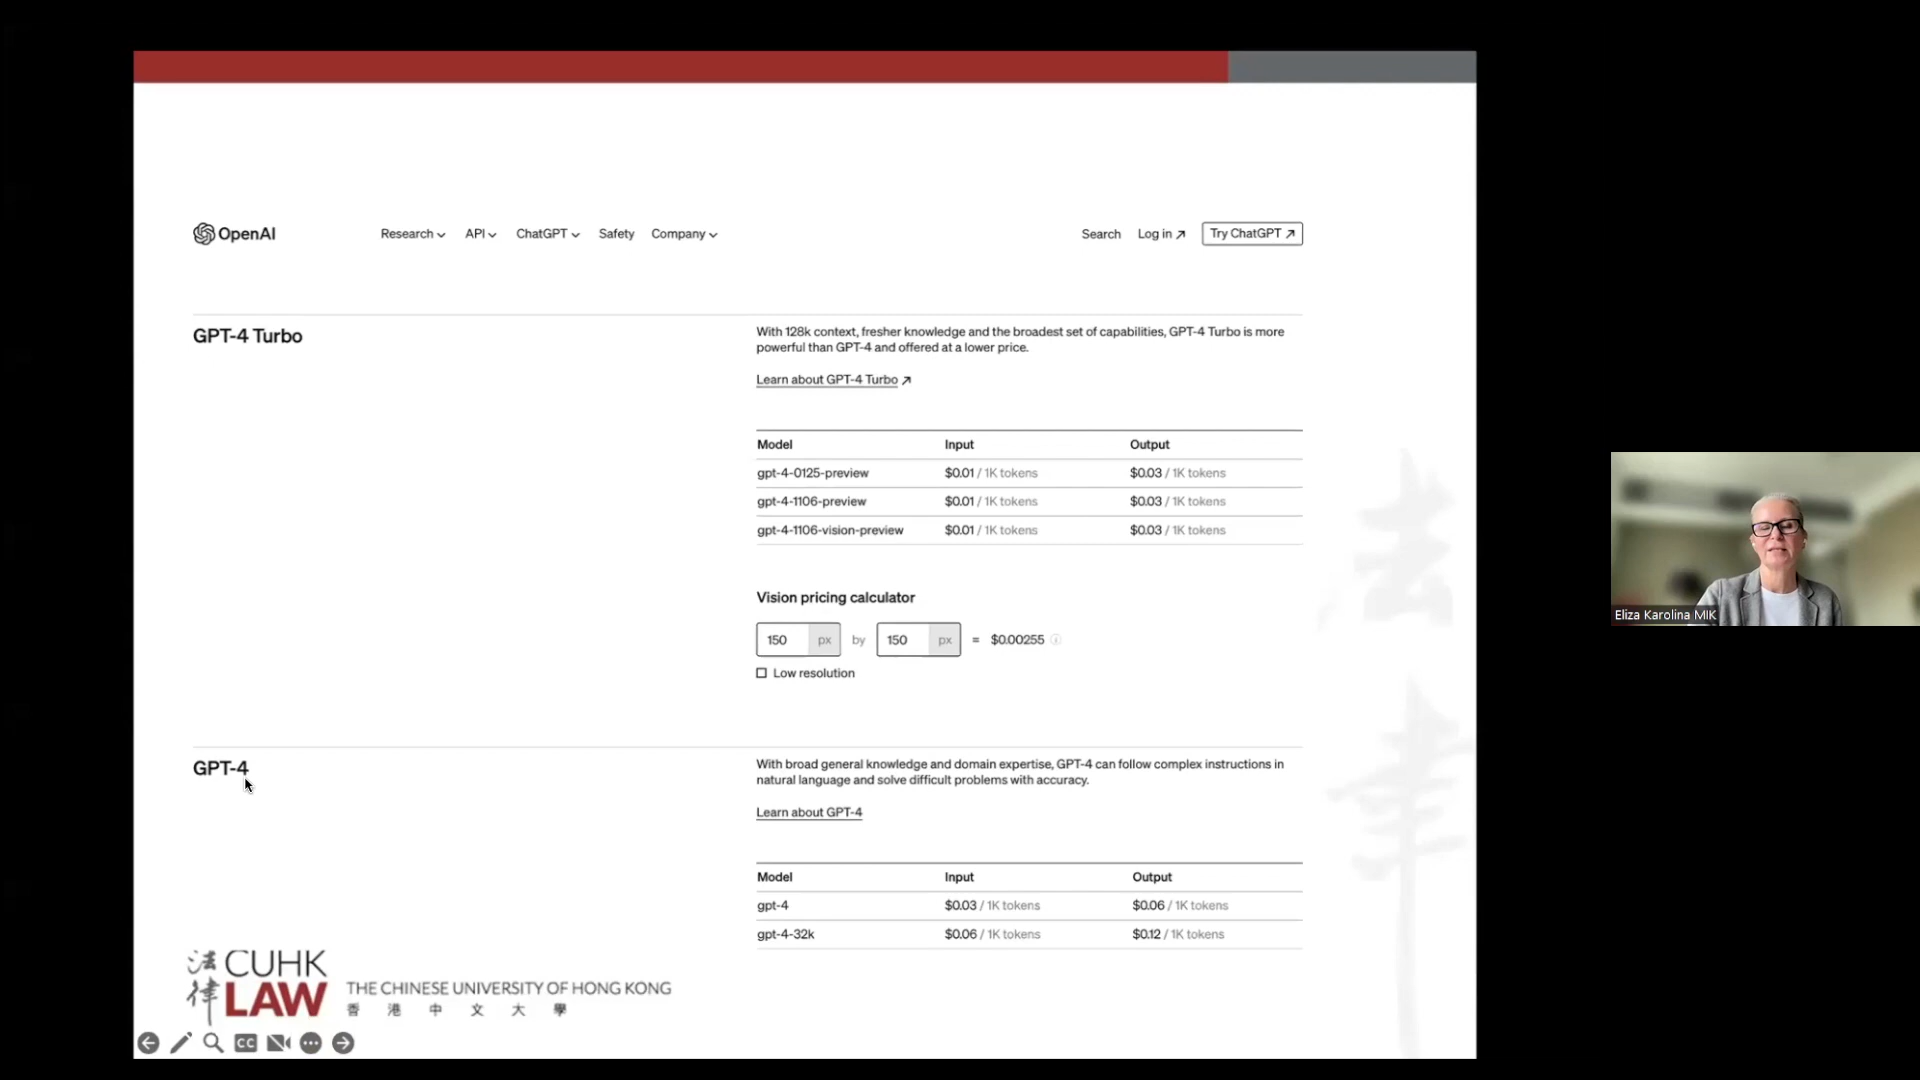 OpenAI
Research
API
ChatGPT
Safety
Company
Search
Log in
Try ChatGPT
GPT-4 Turbo
With 128k context, fresher knowledge and the broadest set of capabilities, GPT-4 Turbo is more
powerful than GPT-4 and offered at a lower price.
Learn about GPT-4 Turbo
Model Input Output
gpt-4-0125-preview $0.01 / 1K tokens $0.03 / 1K tokens
gpt-4-1106-preview $0.01 / 1K tokens $0.03 / 1K tokens
gpt-4-1106-vision-preview $0.01 / 1K tokens $0.03 / 1K tokens
Vision pricing calculator
150 px by 150 px = $0.00255
Low resolution
GPT-4
With broad general knowledge and domain expertise, GPT-4 can follow complex instructions in
natural language and solve difficult problems with accuracy.
Learn about GPT-4
Model Input Output
gpt-4 $0.03 / 1K tokens $0.06 / 1K tokens
gpt-4-32k $0.06 / 1K tokens $0.12 / 1K tokens
法律
CUHK
LAW
THE CHINESE UNIVERSITY OF HONG KONG
香港中文大學
CC
法律
Eliza Karolina MIK